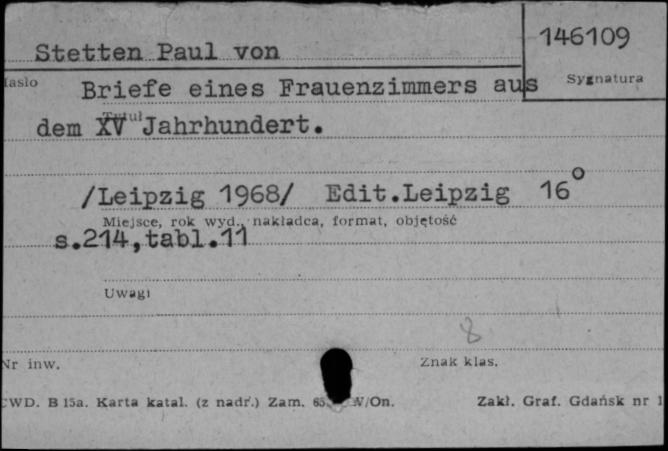 146109
Stetten Paul von
Sygnatura
Hasło
Briefe eines Frauenzimmers aus
dem XV Jahrhundert.
Tytuł
/Leipzig 1968/ Edit.Leipzig 16°
Miejsce, rok wyd., nakładca, format, objętość
s.214,tabl.11
Uwagi
8
Nr inw.
Znak klas.
CWD. B 15a. Karta katal. (z nadr.) Zam. W/On.
Zakł. Graf. Gdańsk nr 1